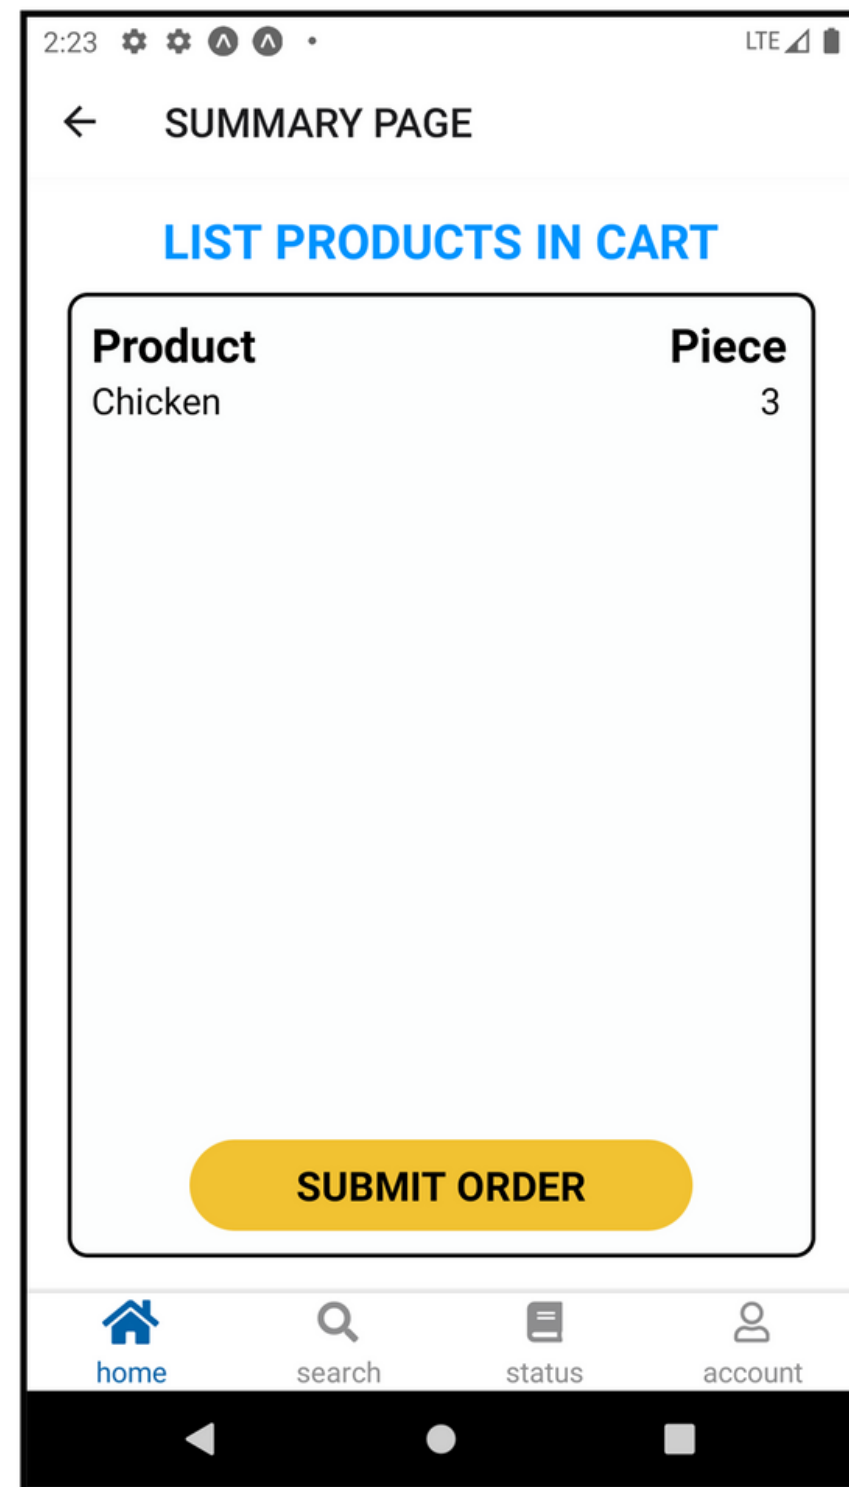 2:23 LTE
SUMMARY PAGE
LIST PRODUCTS IN CART
Product Piece
Chicken 3
SUBMIT ORDER
home search status account